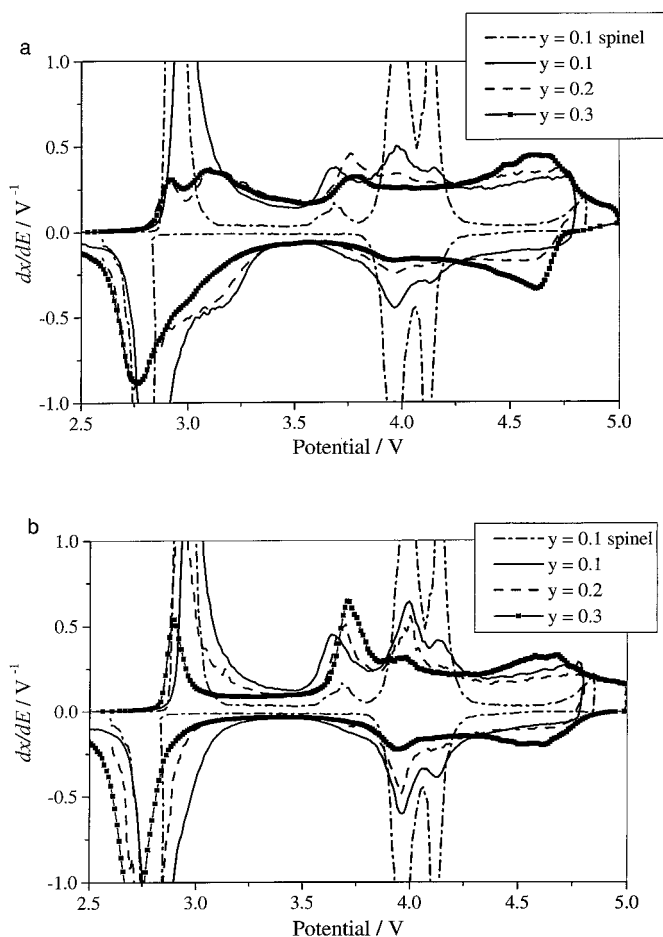 a
y = 0.1 spinel
y = 0.1
y = 0.2
y = 0.3
dx/dE / V⁻¹
1.0
0.5
0.0
-0.5
-1.0
2.5 3.0 3.5 4.0 4.5 5.0
Potential / V
b
y = 0.1 spinel
y = 0.1
y = 0.2
y = 0.3
dx/dE / V⁻¹
1.0
0.5
0.0
-0.5
-1.0
2.5 3.0 3.5 4.0 4.5 5.0
Potential / V